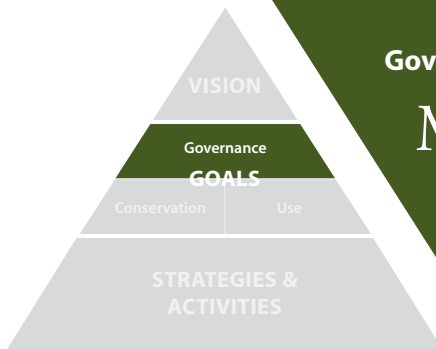 VISION
Governance
GOALS
Conservation
Use
STRATEGIES &
ACTIVITIES
Gov